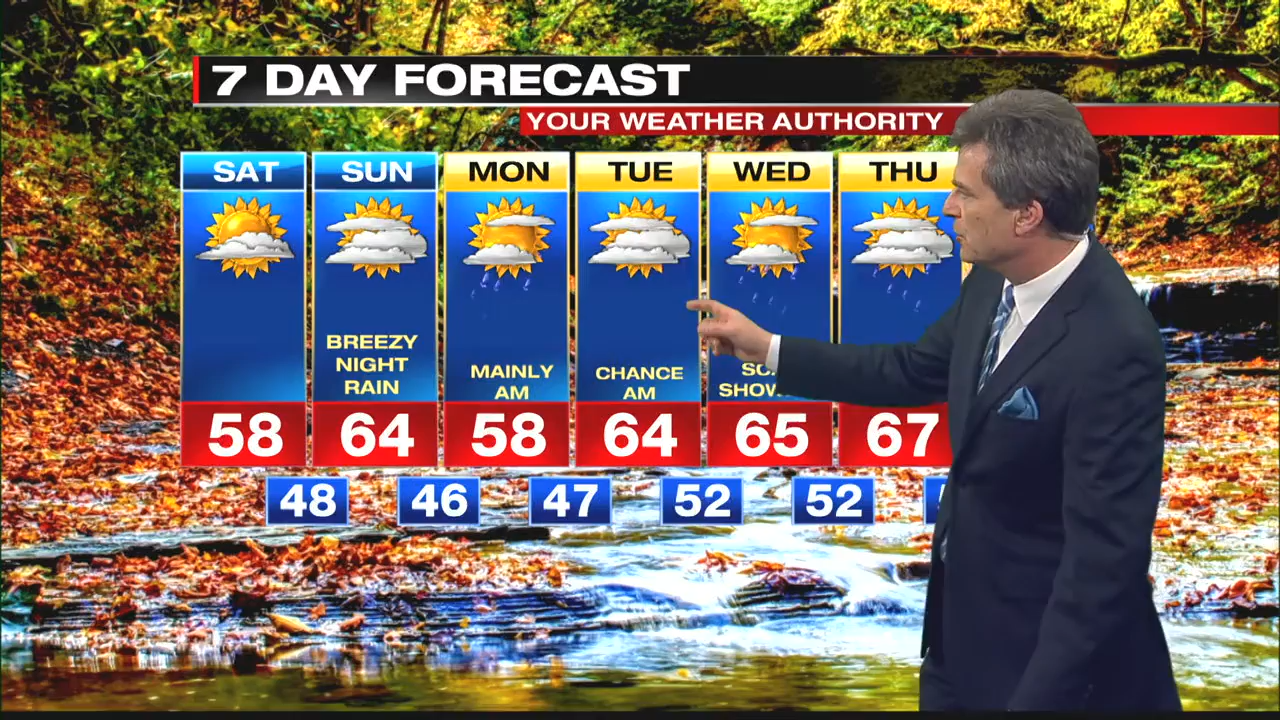 7 DAY FORECAST
YOUR WEATHER AUTHORITY
SAT SUN MON TUE WED THU
BREEZY
NIGHT
RAIN
MAINLY
AM
CHANCE
AM
58 64 58 64 65 67
48 46 47 52 52